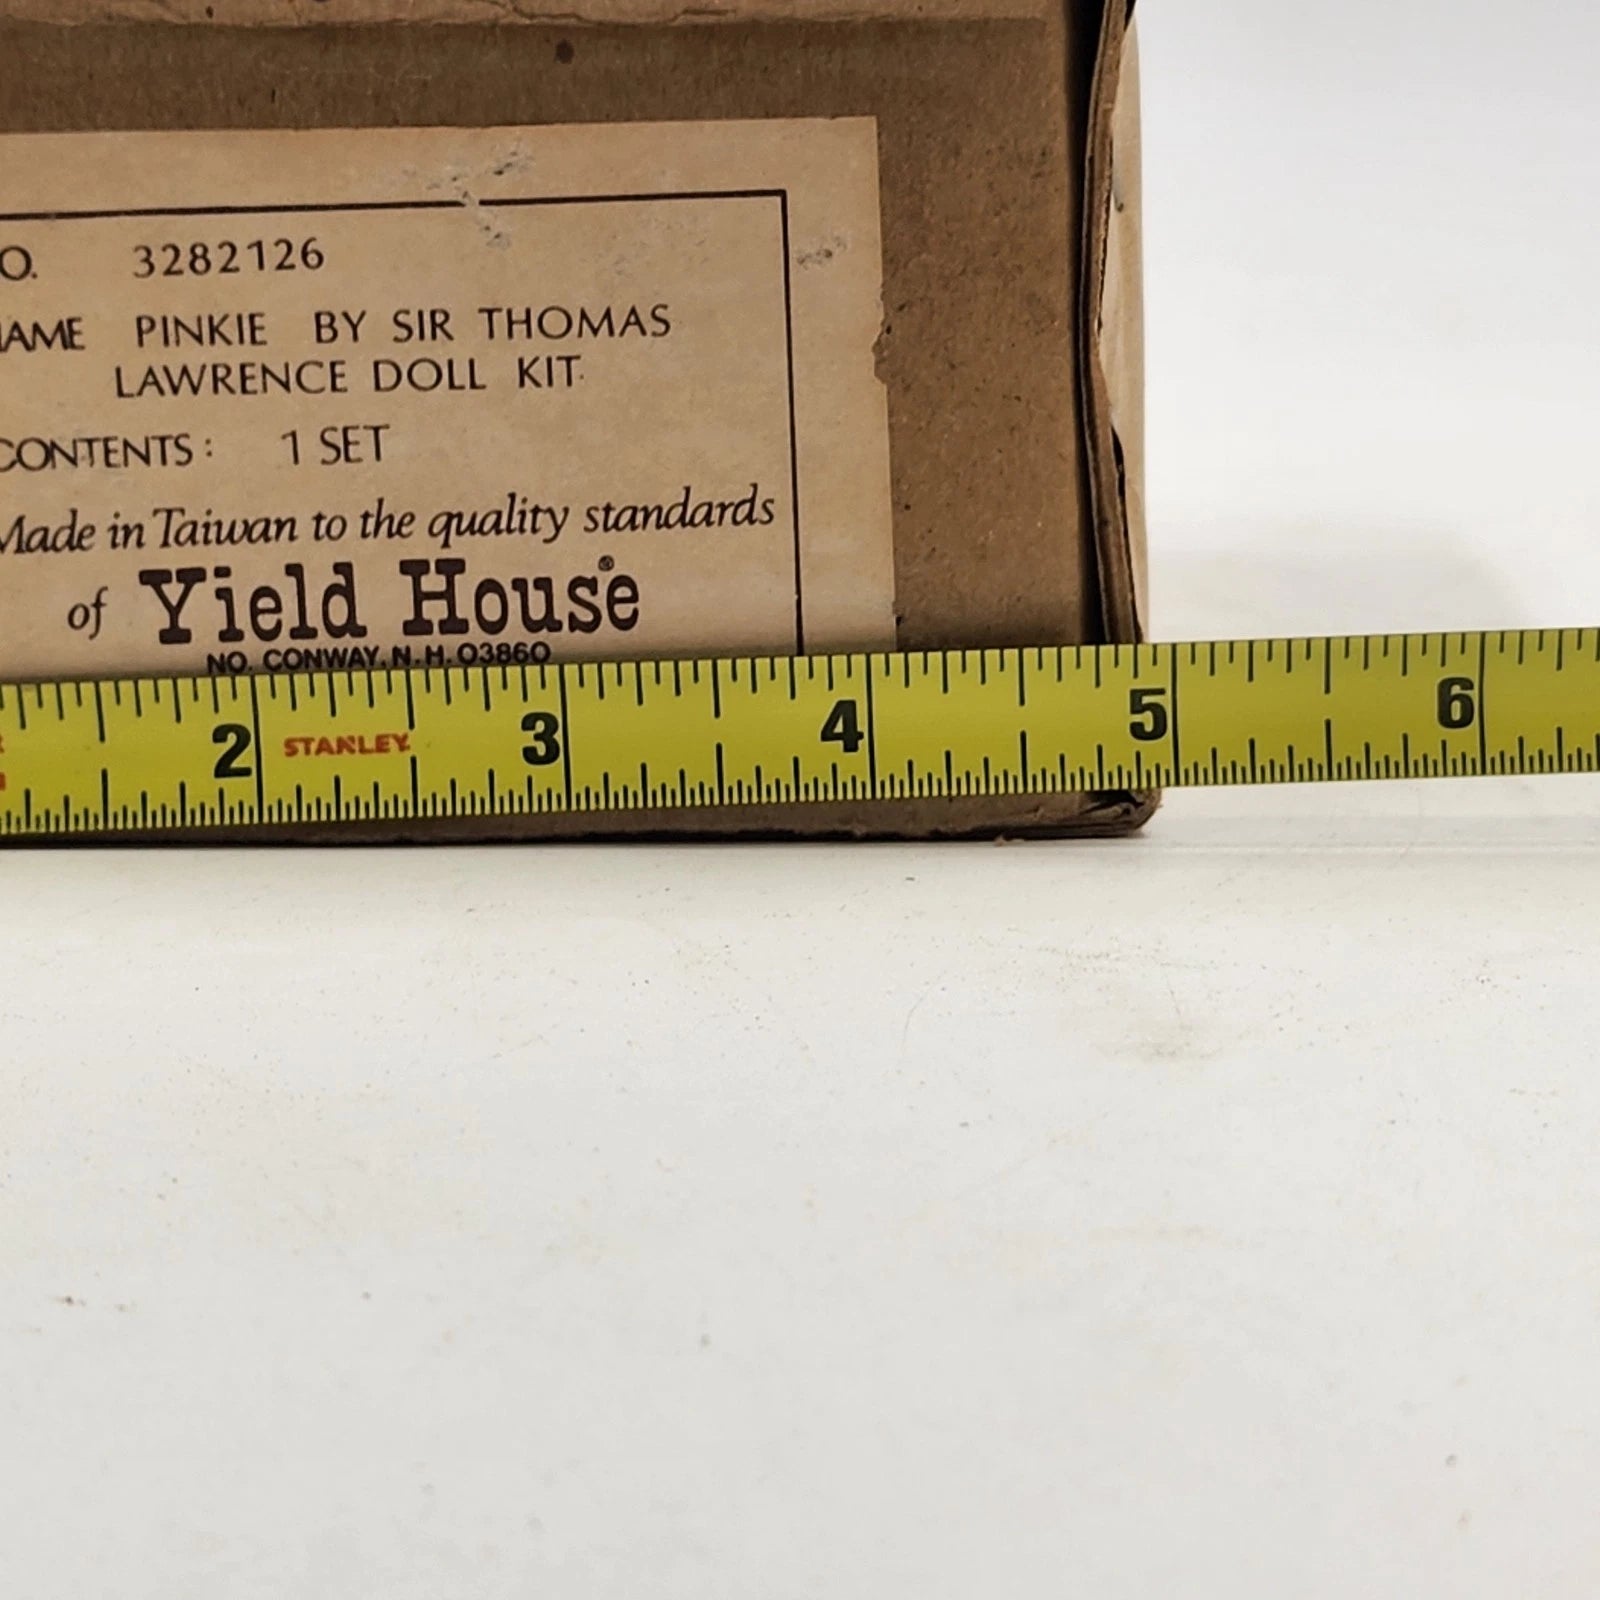 O. 3282126
AME PINKIE BY SIR THOMAS
LAWRENCE DOLL KIT
CONTENTS: 1 SET
Made in Taiwan to the quality standards
of Yield House®
NO. CONWAY, N.H. 03860
2 STANLEY 3 4 5 6